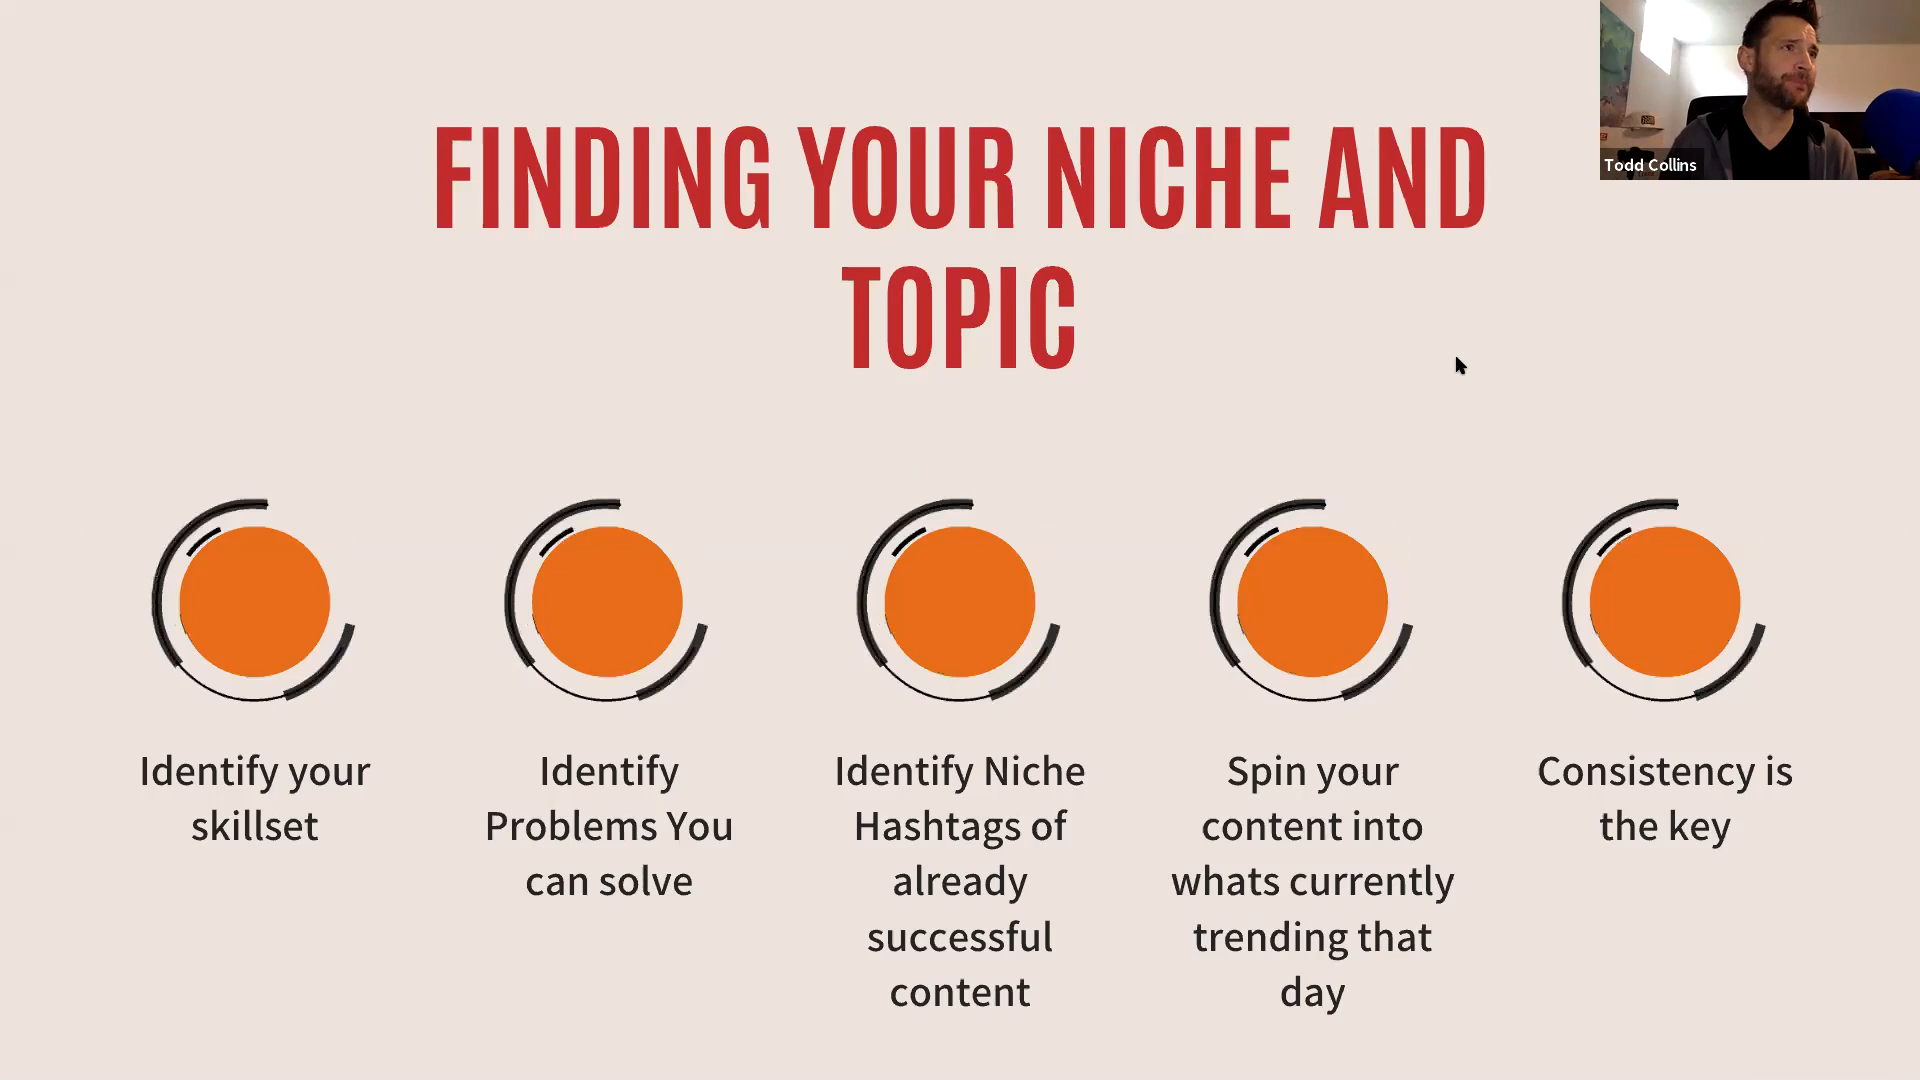 FINDING YOUR NICHE AND
TOPIC
Todd Collins
Identify your
skillset
Identify
Problems You
can solve
Identify Niche
Hashtags of
already
successful
content
Spin your
content into
whats currently
trending that
day
Consistency is
the key